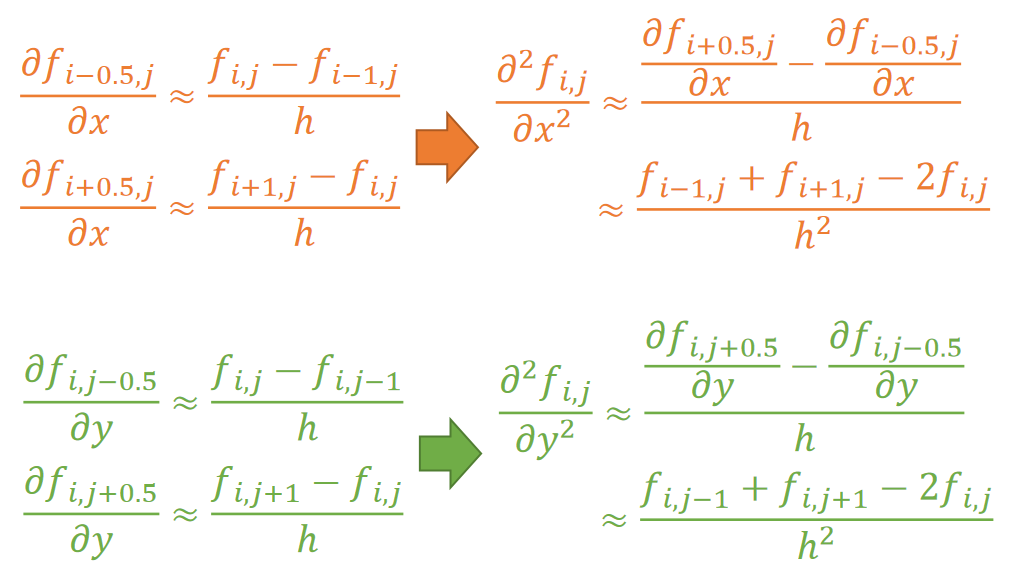 ∂f_{i−0.5,j}/∂x ≈ (f_{i,j} − f_{i−1,j})/h
∂f_{i+0.5,j}/∂x ≈ (f_{i+1,j} − f_{i,j})/h
∂²f_{i,j}/∂x² ≈ (∂f_{i+0.5,j}/∂x − ∂f_{i−0.5,j}/∂x)/h
≈ (f_{i−1,j} + f_{i+1,j} − 2f_{i,j})/h²
∂f_{i,j−0.5}/∂y ≈ (f_{i,j} − f_{i,j−1})/h
∂f_{i,j+0.5}/∂y ≈ (f_{i,j+1} − f_{i,j})/h
∂²f_{i,j}/∂y² ≈ (∂f_{i,j+0.5}/∂y − ∂f_{i,j−0.5}/∂y)/h
≈ (f_{i,j−1} + f_{i,j+1} − 2f_{i,j})/h²